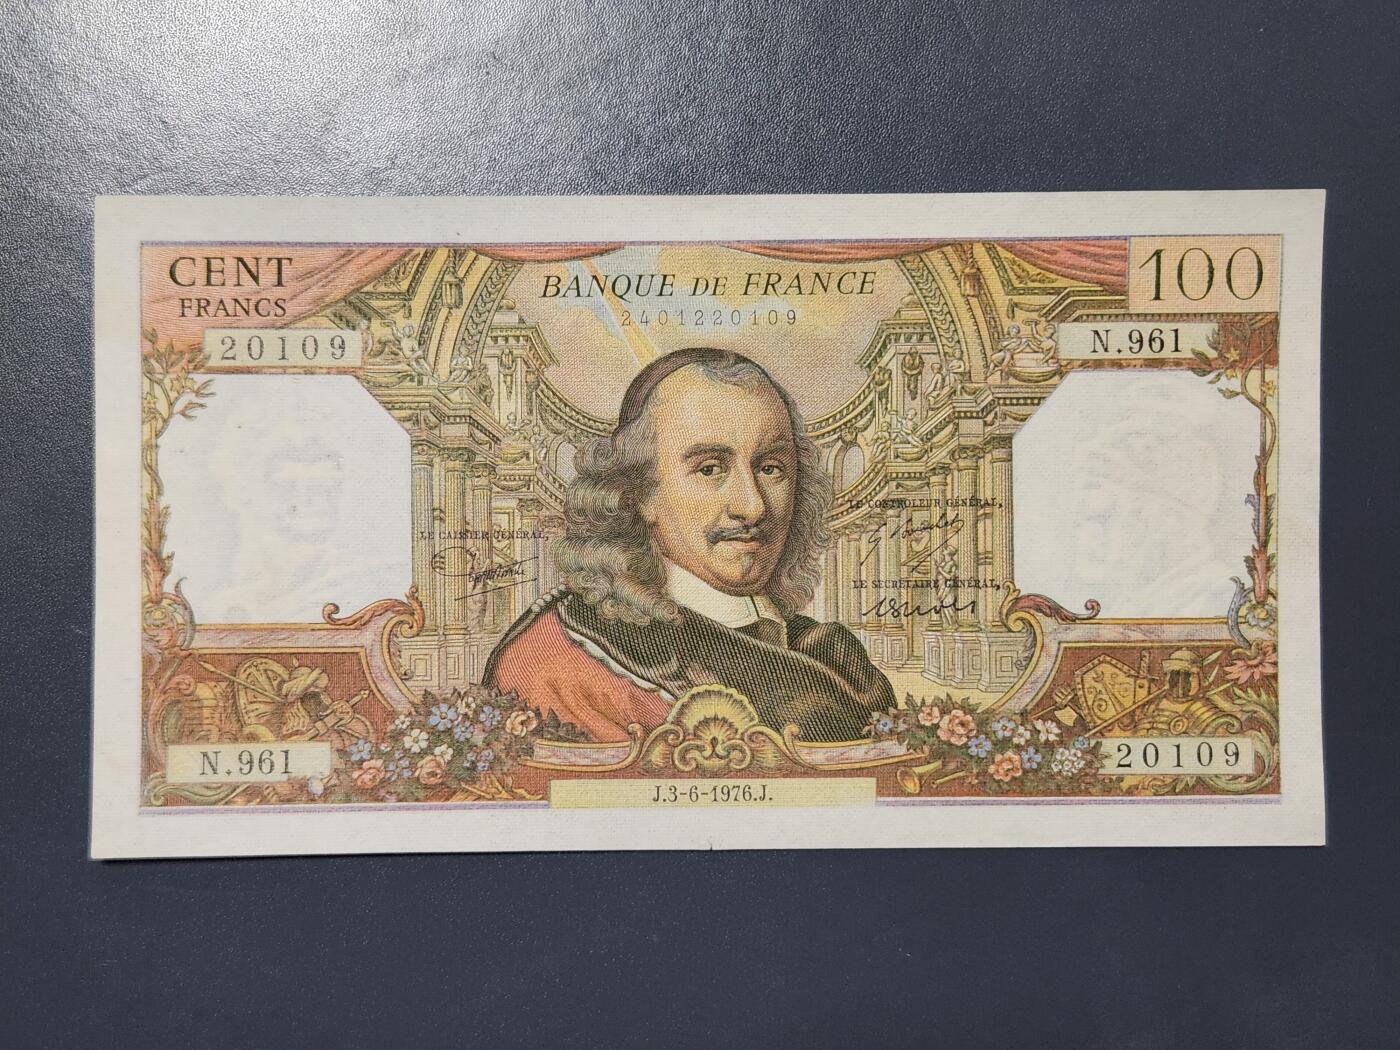 CENT
FRANCS
BANQUE DE FRANCE
100
2401220109
20109
N.961
LE CONTROLEUR GÉNÉRAL,
LE CAISSIER GÉNÉRAL,
LE SECRÉTAIRE GÉNÉRAL,
N.961
20109
J.3-6-1976.J.